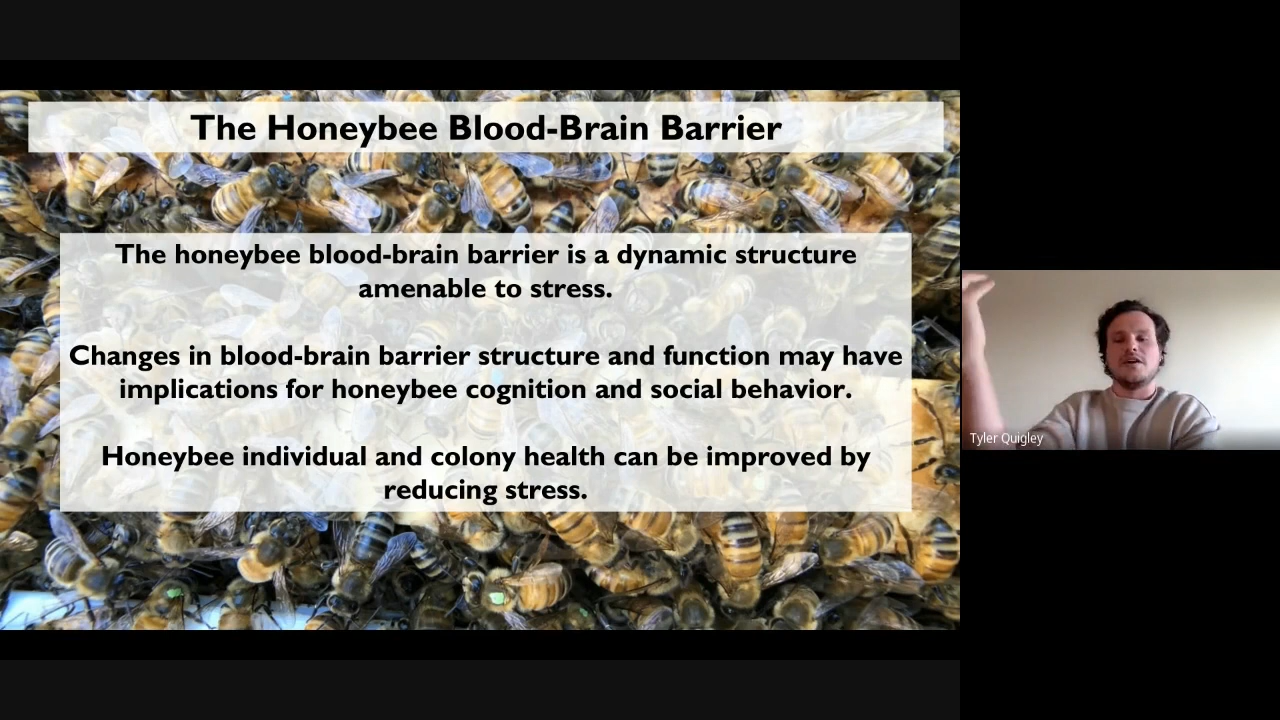 The Honeybee Blood-Brain Barrier
The honeybee blood-brain barrier is a dynamic structure
amenable to stress.
Changes in blood-brain barrier structure and function may have
implications for honeybee cognition and social behavior.
Honeybee individual and colony health can be improved by
reducing stress.
Tyler Quigley